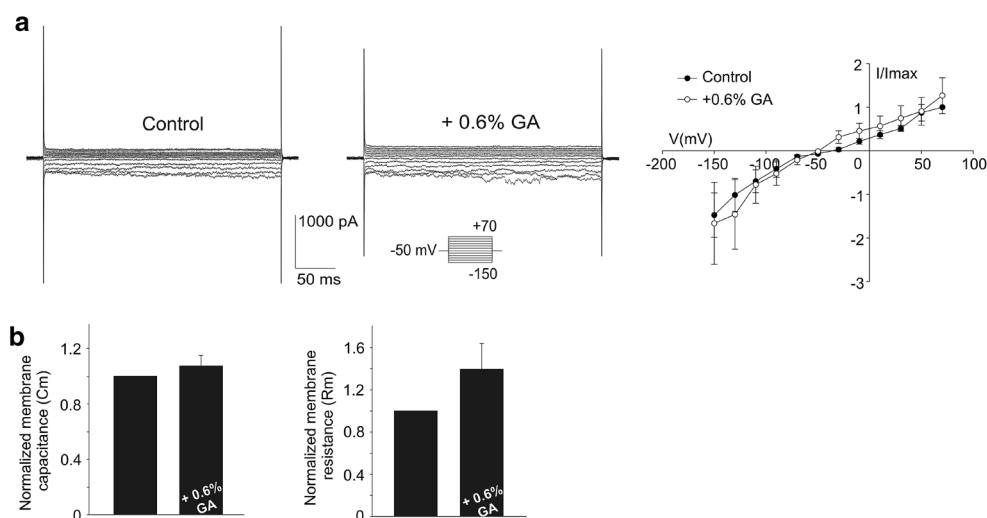 a
Control
+ 0.6% GA
1000 pA
50 ms
-50 mV
+70
-150
Control
+0.6% GA
I/Imax
V(mV)
2
1
-200 -150 -100 -50 0 50 100
-1
-2
-3
b
Normalized membrane
capacitance (Cm)
1.2
0.8
0.4
0
+ 0.6%
GA
Normalized membrane
resistance (Rm)
1.6
1.2
0.8
0.4
0
+ 0.6%
GA